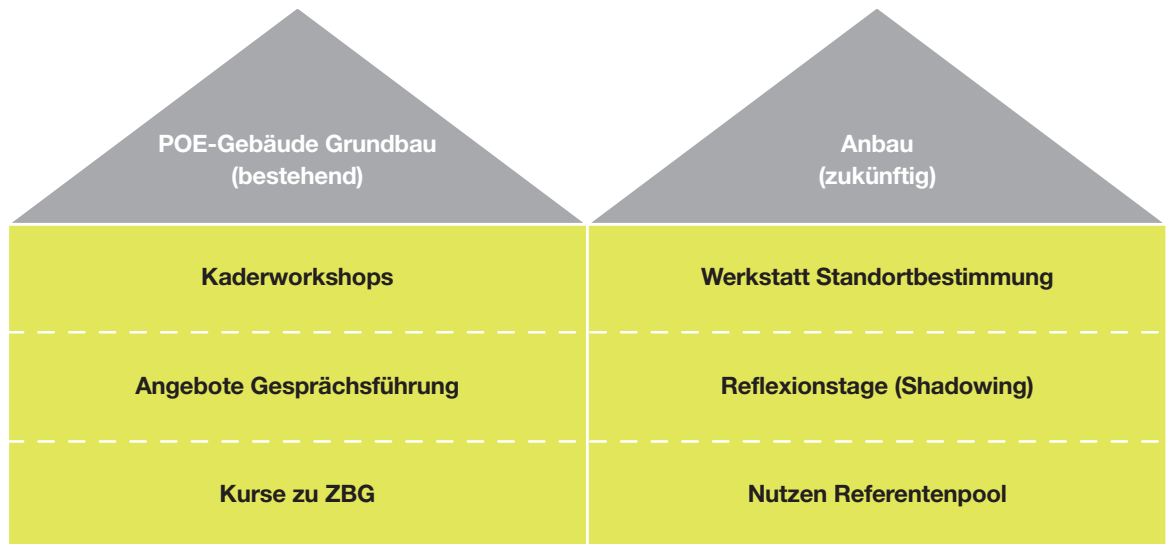 POE-Gebäude Grundbau
(bestehend)
Anbau
(zukünftig)
Kaderworkshops
Werkstatt Standortbestimmung
Angebote Gesprächsführung
Reflexionstage (Shadowing)
Kurse zu ZBG
Nutzen Referentenpool